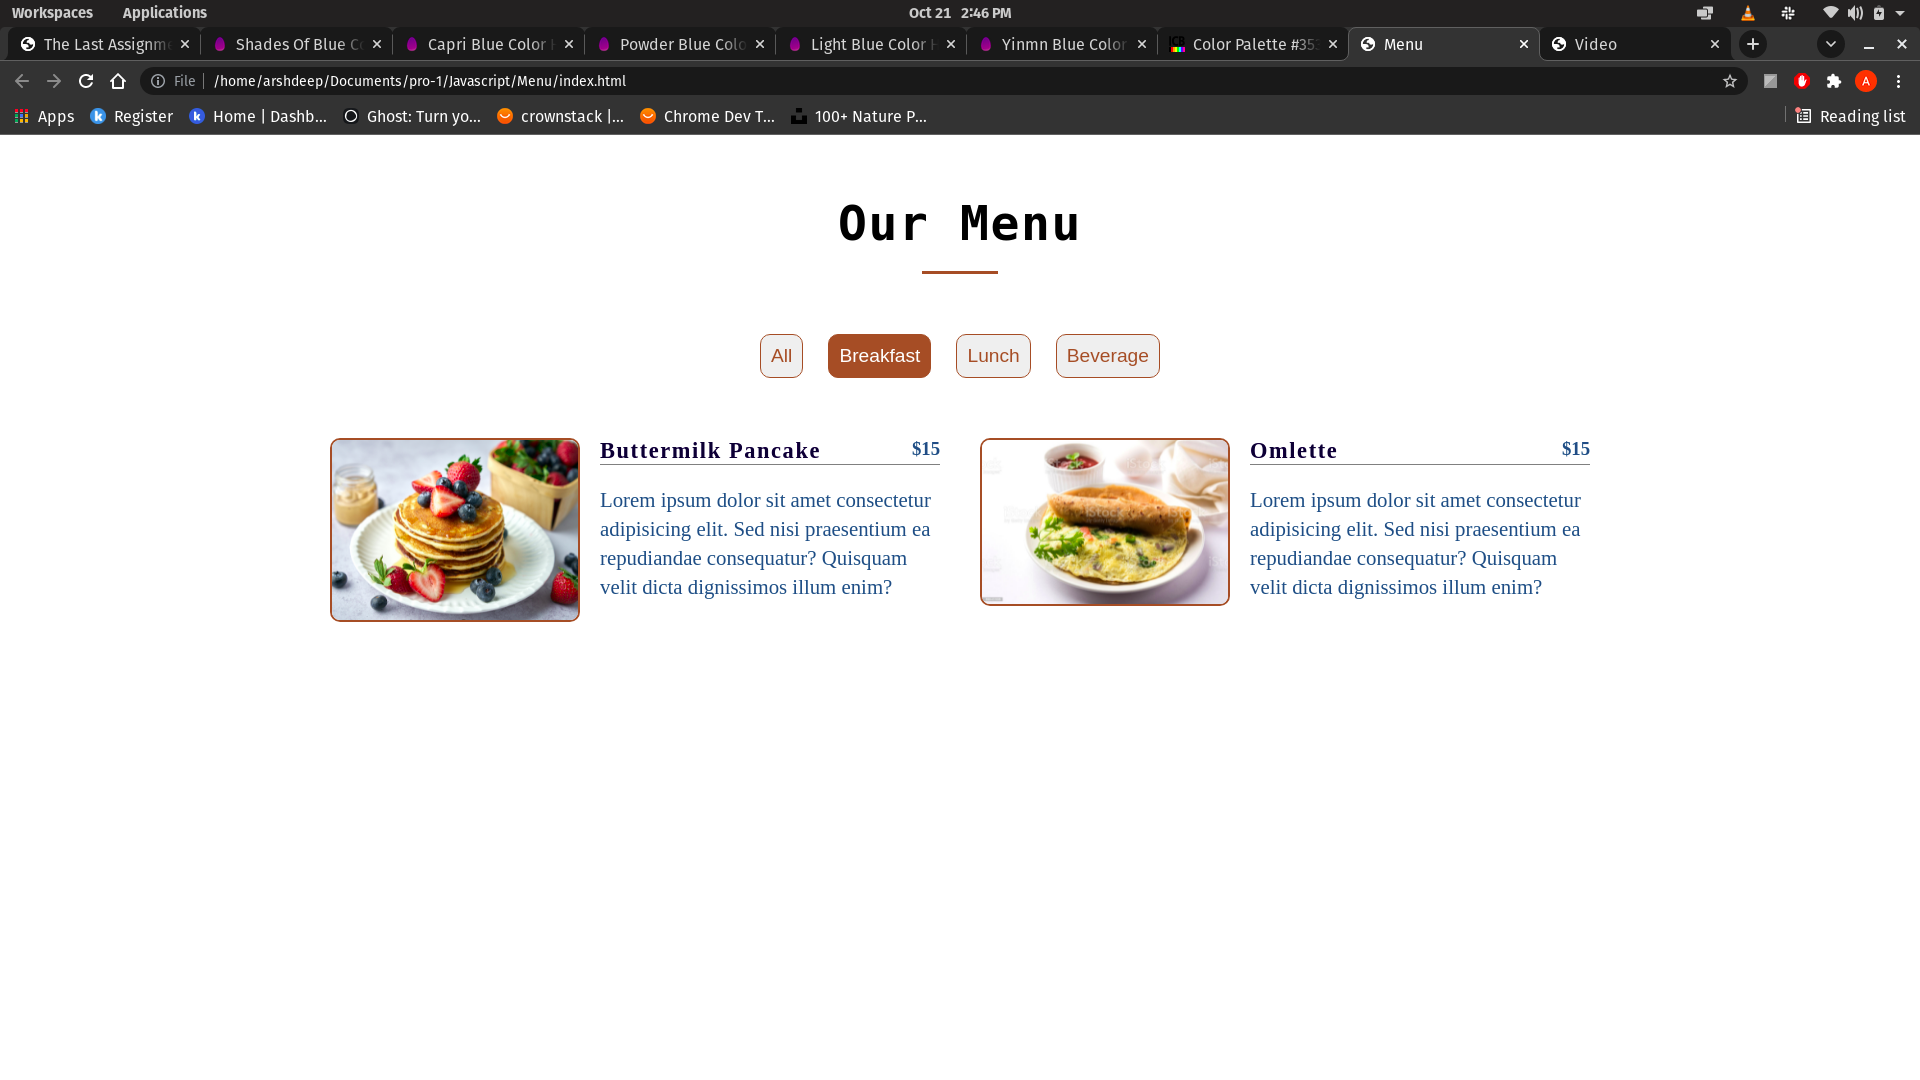 Workspaces Applications Oct 21 2:46 PM
The Last Assignme Shades Of Blue Co Capri Blue Color Powder Blue Colo Light Blue Color Yinmn Blue Color Color Palette #353 Menu Video
File /home/arshdeep/Documents/pro-1/Javascript/Menu/index.html A
Apps Register Home | Dashb... Ghost: Turn yo... crownstack |... Chrome Dev T... 100+ Nature P... Reading list
Our Menu
All Breakfast Lunch Beverage
Buttermilk Pancake $15
Lorem ipsum dolor sit amet consectetur
adipisicing elit. Sed nisi praesentium ea
repudiandae consequatur? Quisquam
velit dicta dignissimos illum enim?
Omlette $15
Lorem ipsum dolor sit amet consectetur
adipisicing elit. Sed nisi praesentium ea
repudiandae consequatur? Quisquam
velit dicta dignissimos illum enim?